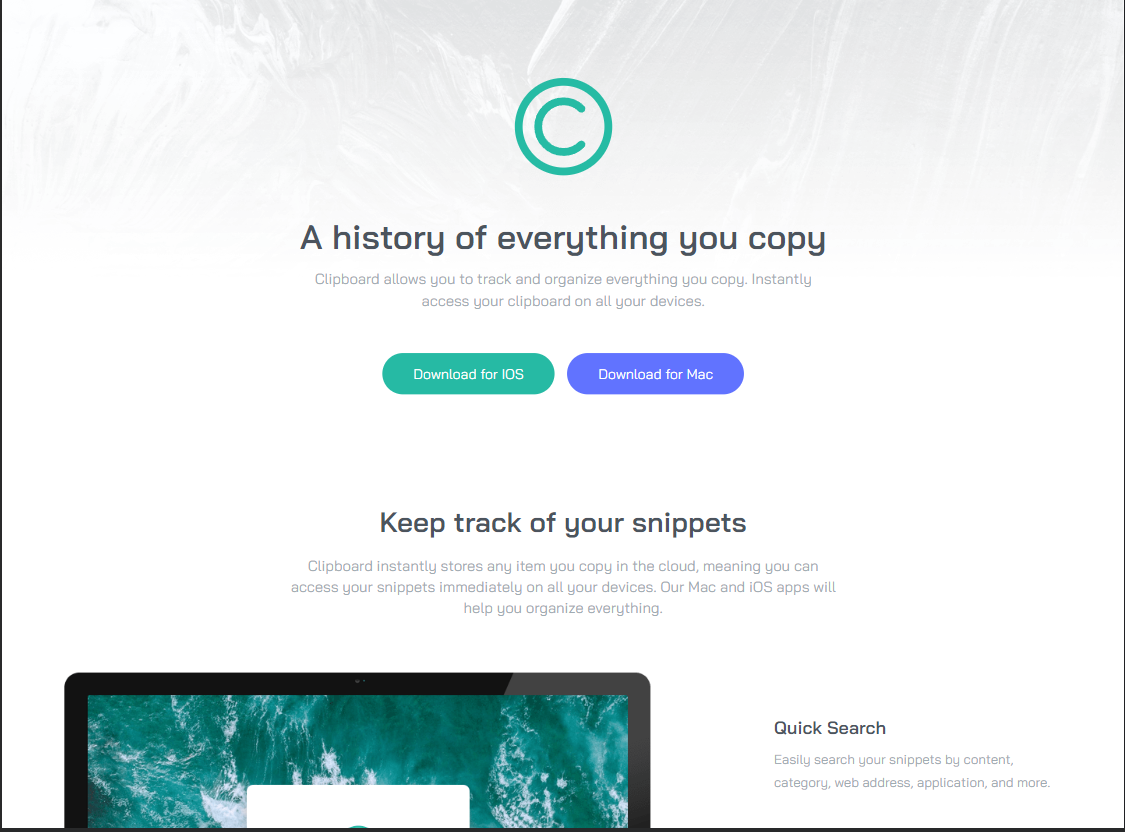 A history of everything you copy
Clipboard allows you to track and organize everything you copy. Instantly
access your clipboard on all your devices.
Download for IOS
Download for Mac
Keep track of your snippets
Clipboard instantly stores any item you copy in the cloud, meaning you can
access your snippets immediately on all your devices. Our Mac and iOS apps will
help you organize everything.
Quick Search
Easily search your snippets by content,
category, web address, application, and more.